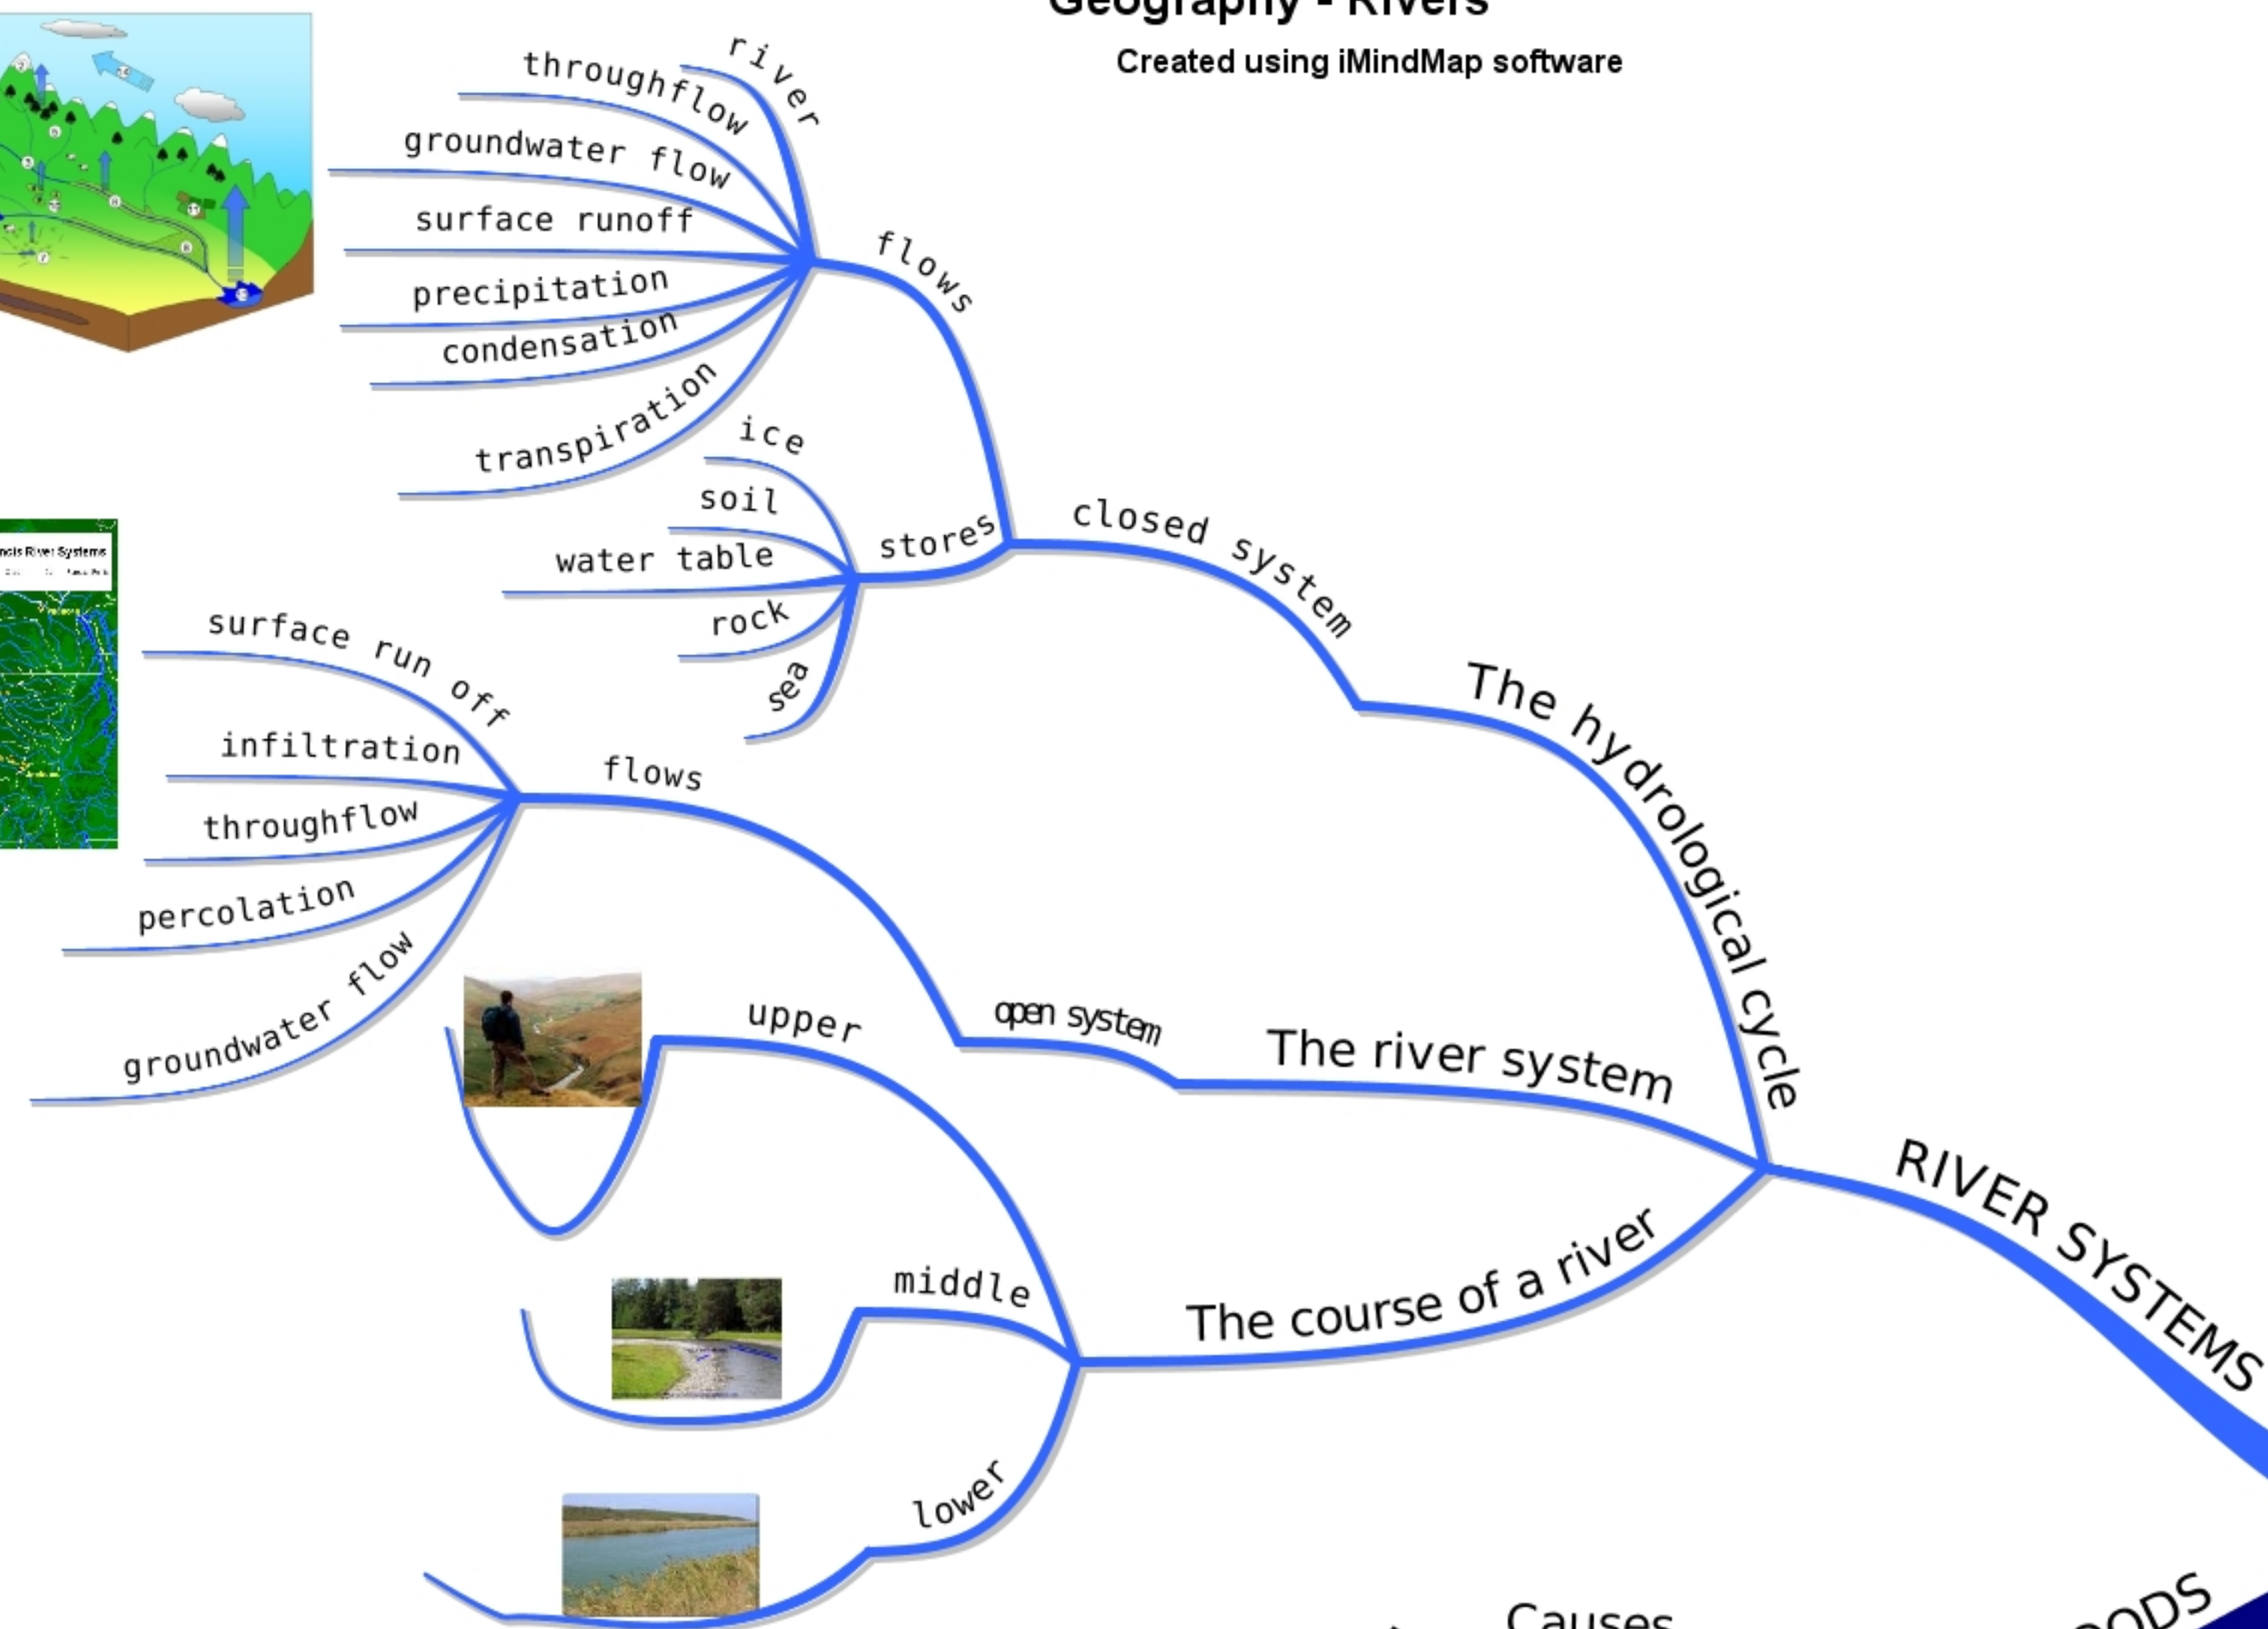 Geography - Rivers
Created using iMindMap software
river
throughflow
groundwater flow
surface runoff
precipitation
condensation
transpiration
flows
ice
soil
water table
rock
sea
stores
closed system
The hydrological cycle
River Systems
surface run off
infiltration
throughflow
percolation
groundwater flow
flows
open system
The river system
upper
middle
lower
The course of a river
RIVER SYSTEMS
Causes